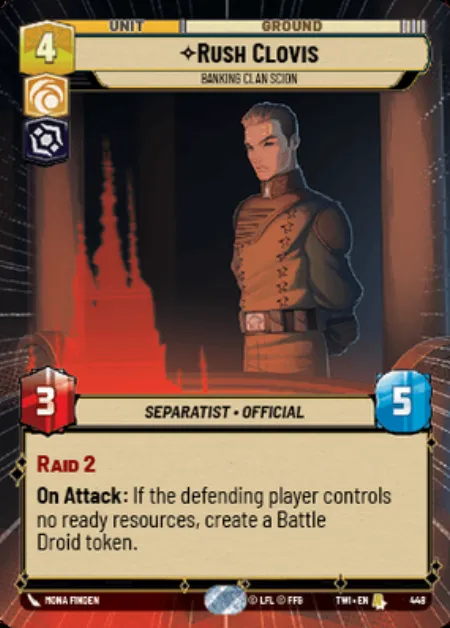 UNIT GROUND
4
RUSH CLOVIS
BANKING CLAN SCION
3
5
SEPARATIST • OFFICIAL
RAID 2
On Attack: If the defending player controls
no ready resources, create a Battle
Droid token.
MONA FINDEN © LFL © FFG TWI • EN 448